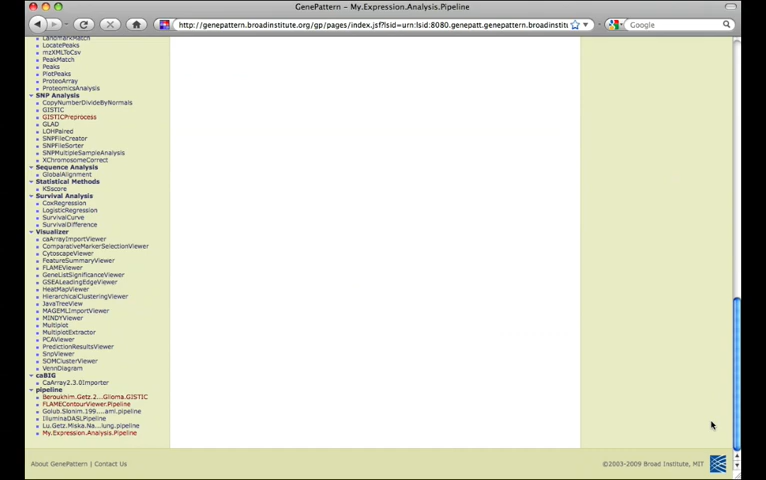 GenePattern - My.Expression.Analysis.Pipeline
http://genepattern.broadinstitute.org/gp/pages/index.jsf?lsid=urn:lsid:8080.genepatt.genepattern.broadinstitu
Google
LandmarkMatch
LocatePeaks
mzXMLToCsv
PeakMatch
Peaks
PlotPeaks
ProteoArray
ProteomicsAnalysis
SNP Analysis
CopyNumberDivideByNormals
GISTIC
GISTICPreprocess
GLAD
LOHPaired
SNPFileCreator
SNPFileSorter
SNPMultipleSampleAnalysis
XChromosomeCorrect
Sequence Analysis
GlobalAlignment
Statistical Methods
KSscore
Survival Analysis
CoxRegression
LogisticRegression
SurvivalCurve
SurvivalDifference
Visualizer
caArrayImportViewer
ComparativeMarkerSelectionViewer
CytoscapeViewer
FeatureSummaryViewer
FLAMEViewer
GeneListSignificanceViewer
GSEALeadingEdgeViewer
HeatMapViewer
HierarchicalClusteringViewer
JavaTreeView
MAGEMLImportViewer
MINDYViewer
Multiplot
MultiplotExtractor
PCAViewer
PredictionResultsViewer
SnpViewer
SOMClusterViewer
VennDiagram
caBIG
CaArray2.3.0Importer
pipeline
Beroukhim.Getz.2...Glioma.GISTIC
FLAMEContourViewer.Pipeline
Golub.Slonim.199....aml.pipeline
IlluminaDASLPipeline
Lu.Getz.Miska.Na...lung.pipeline
My.Expression.Analysis.Pipeline
About GenePattern | Contact Us
©2003-2009 Broad Institute, MIT